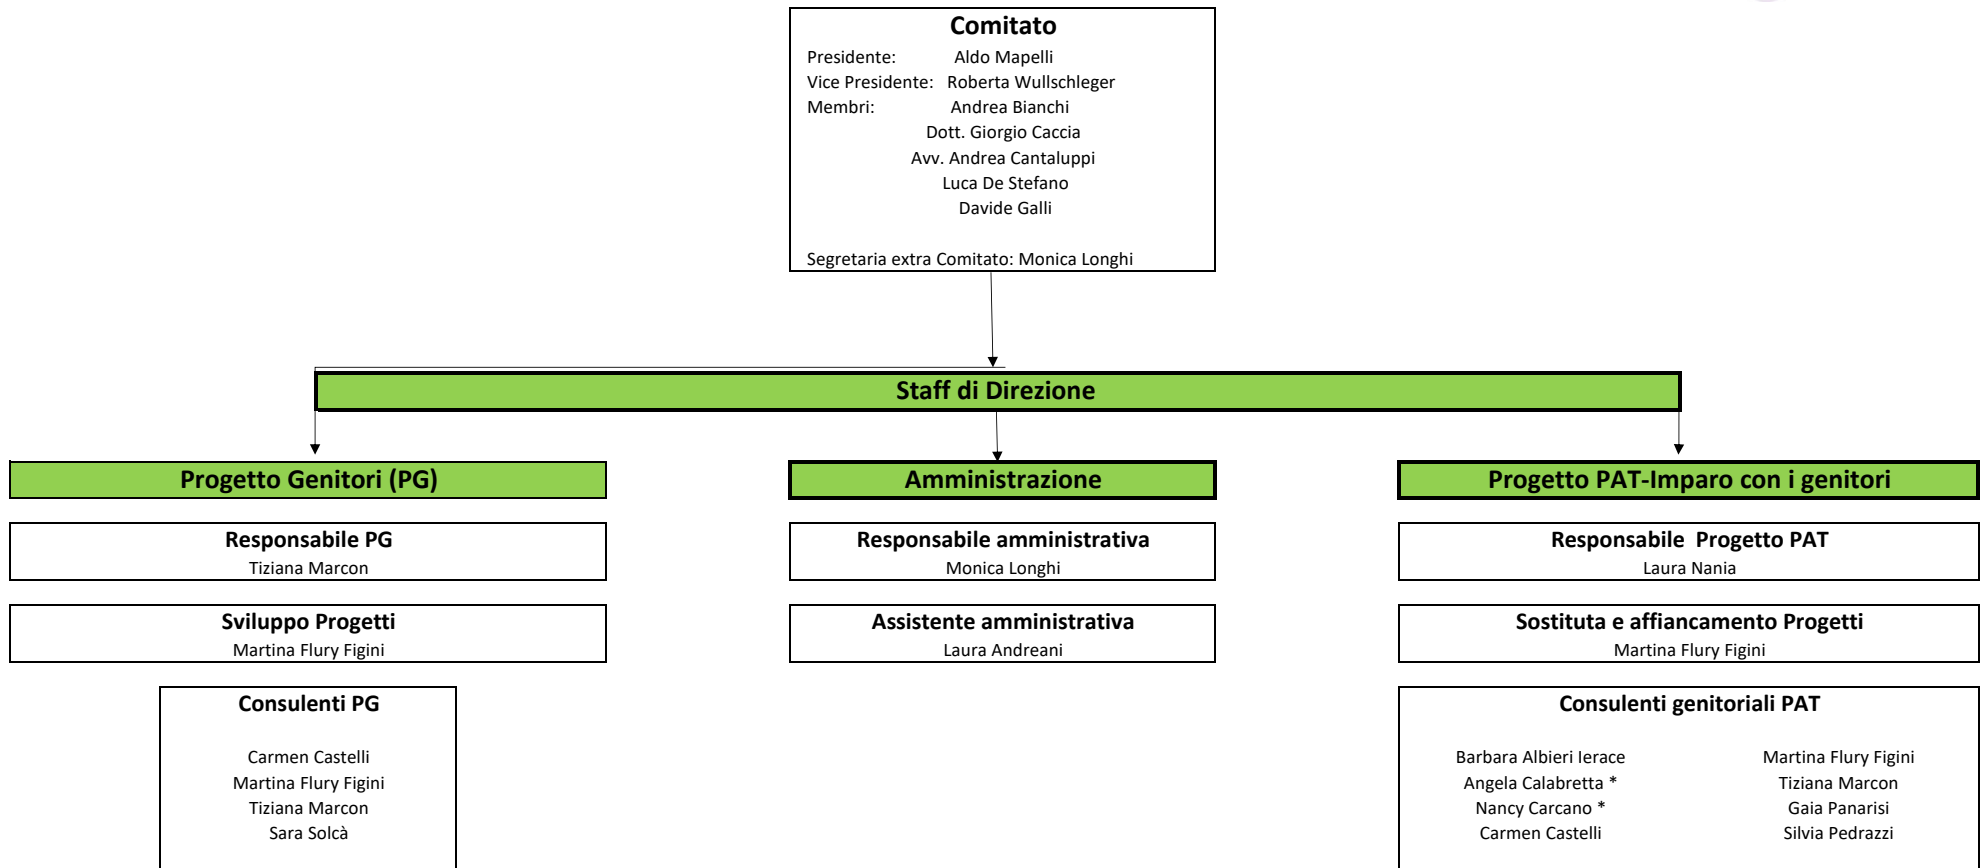 Comitato
Presidente: Aldo Mapelli
Vice Presidente: Roberta Wullschleger
Membri: Andrea Bianchi
Dott. Giorgio Caccia
Avv. Andrea Cantaluppi
Luca De Stefano
Davide Galli
Segretaria extra Comitato: Monica Longhi
Staff di Direzione
Progetto Genitori (PG)
Responsabile PG
Tiziana Marcon
Sviluppo Progetti
Martina Flury Figini
Consulenti PG
Carmen Castelli
Martina Flury Figini
Tiziana Marcon
Sara Solcà
Amministrazione
Responsabile amministrativa
Monica Longhi
Assistente amministrativa
Laura Andreani
Progetto PAT-Imparo con i genitori
Responsabile Progetto PAT
Laura Nania
Sostituta e affiancamento Progetti
Martina Flury Figini
Consulenti genitoriali PAT
Barbara Albieri Ierace
Angela Calabretta *
Nancy Carcano *
Carmen Castelli
Martina Flury Figini
Tiziana Marcon
Gaia Panarisi
Silvia Pedrazzi